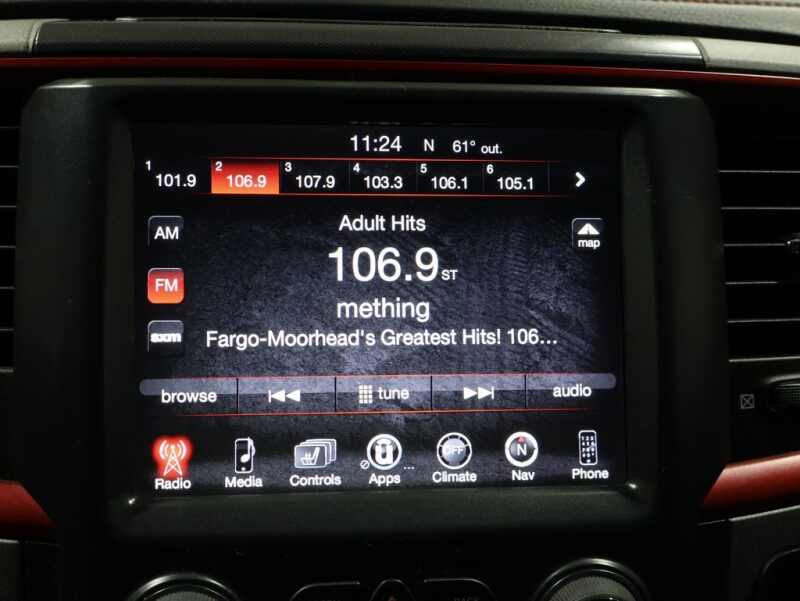 11:24 N 61° out.
1 101.9 2 106.9 3 107.9 4 103.3 5 106.1 6 105.1
AM
Adult Hits
map
106.9 ST
FM
mething
sxm
Fargo-Moorhead's Greatest Hits! 106...
browse tune audio
OFF N
Radio Media Controls Apps ... Climate Nav Phone